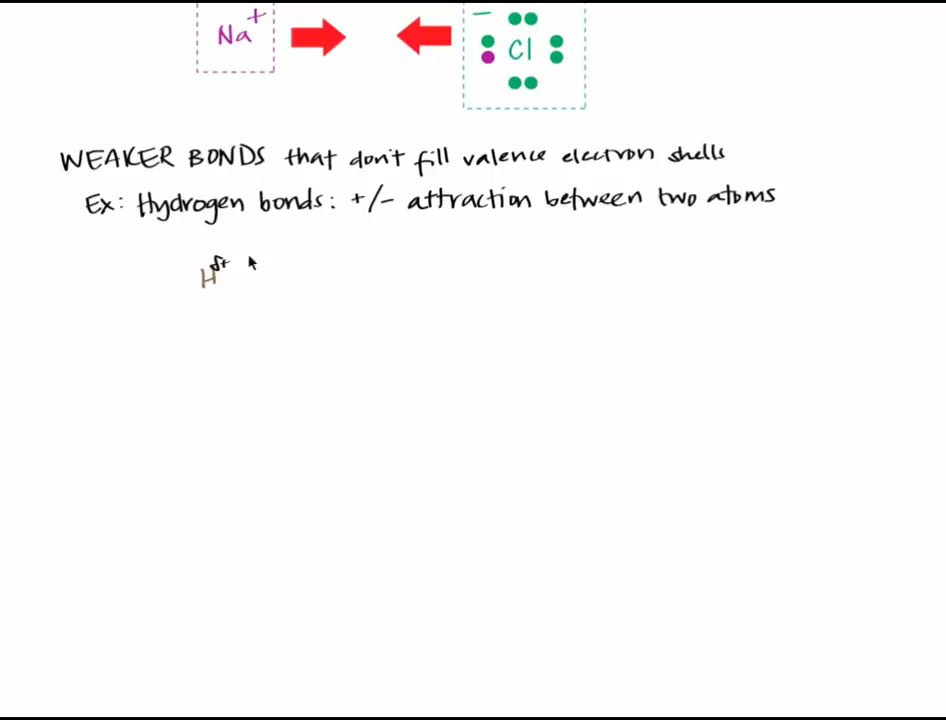 Na+
−
Cl
WEAKER BONDS that don't fill valence electron shells
Ex: Hydrogen bonds: +/− attraction between two atoms
Hδ+